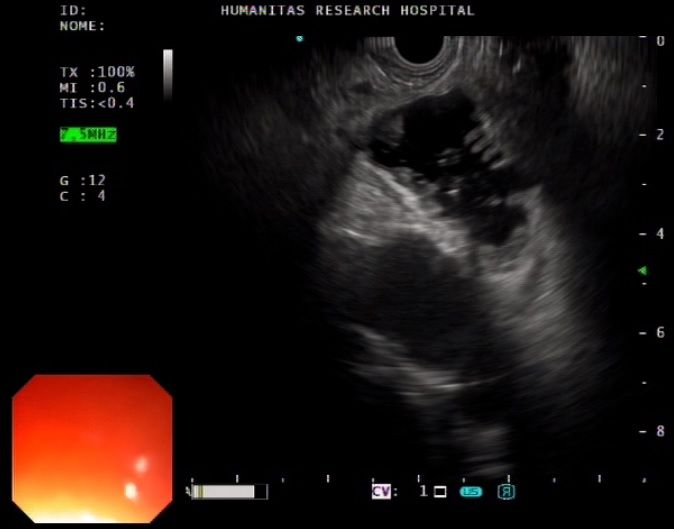 ID:
HUMANITAS RESEARCH HOSPITAL
NOME:
TX :100%
MI :0.6
TIS:<0.4
7.5MHz
G :12
C : 4
0
2
4
6
8
CV: 1
R